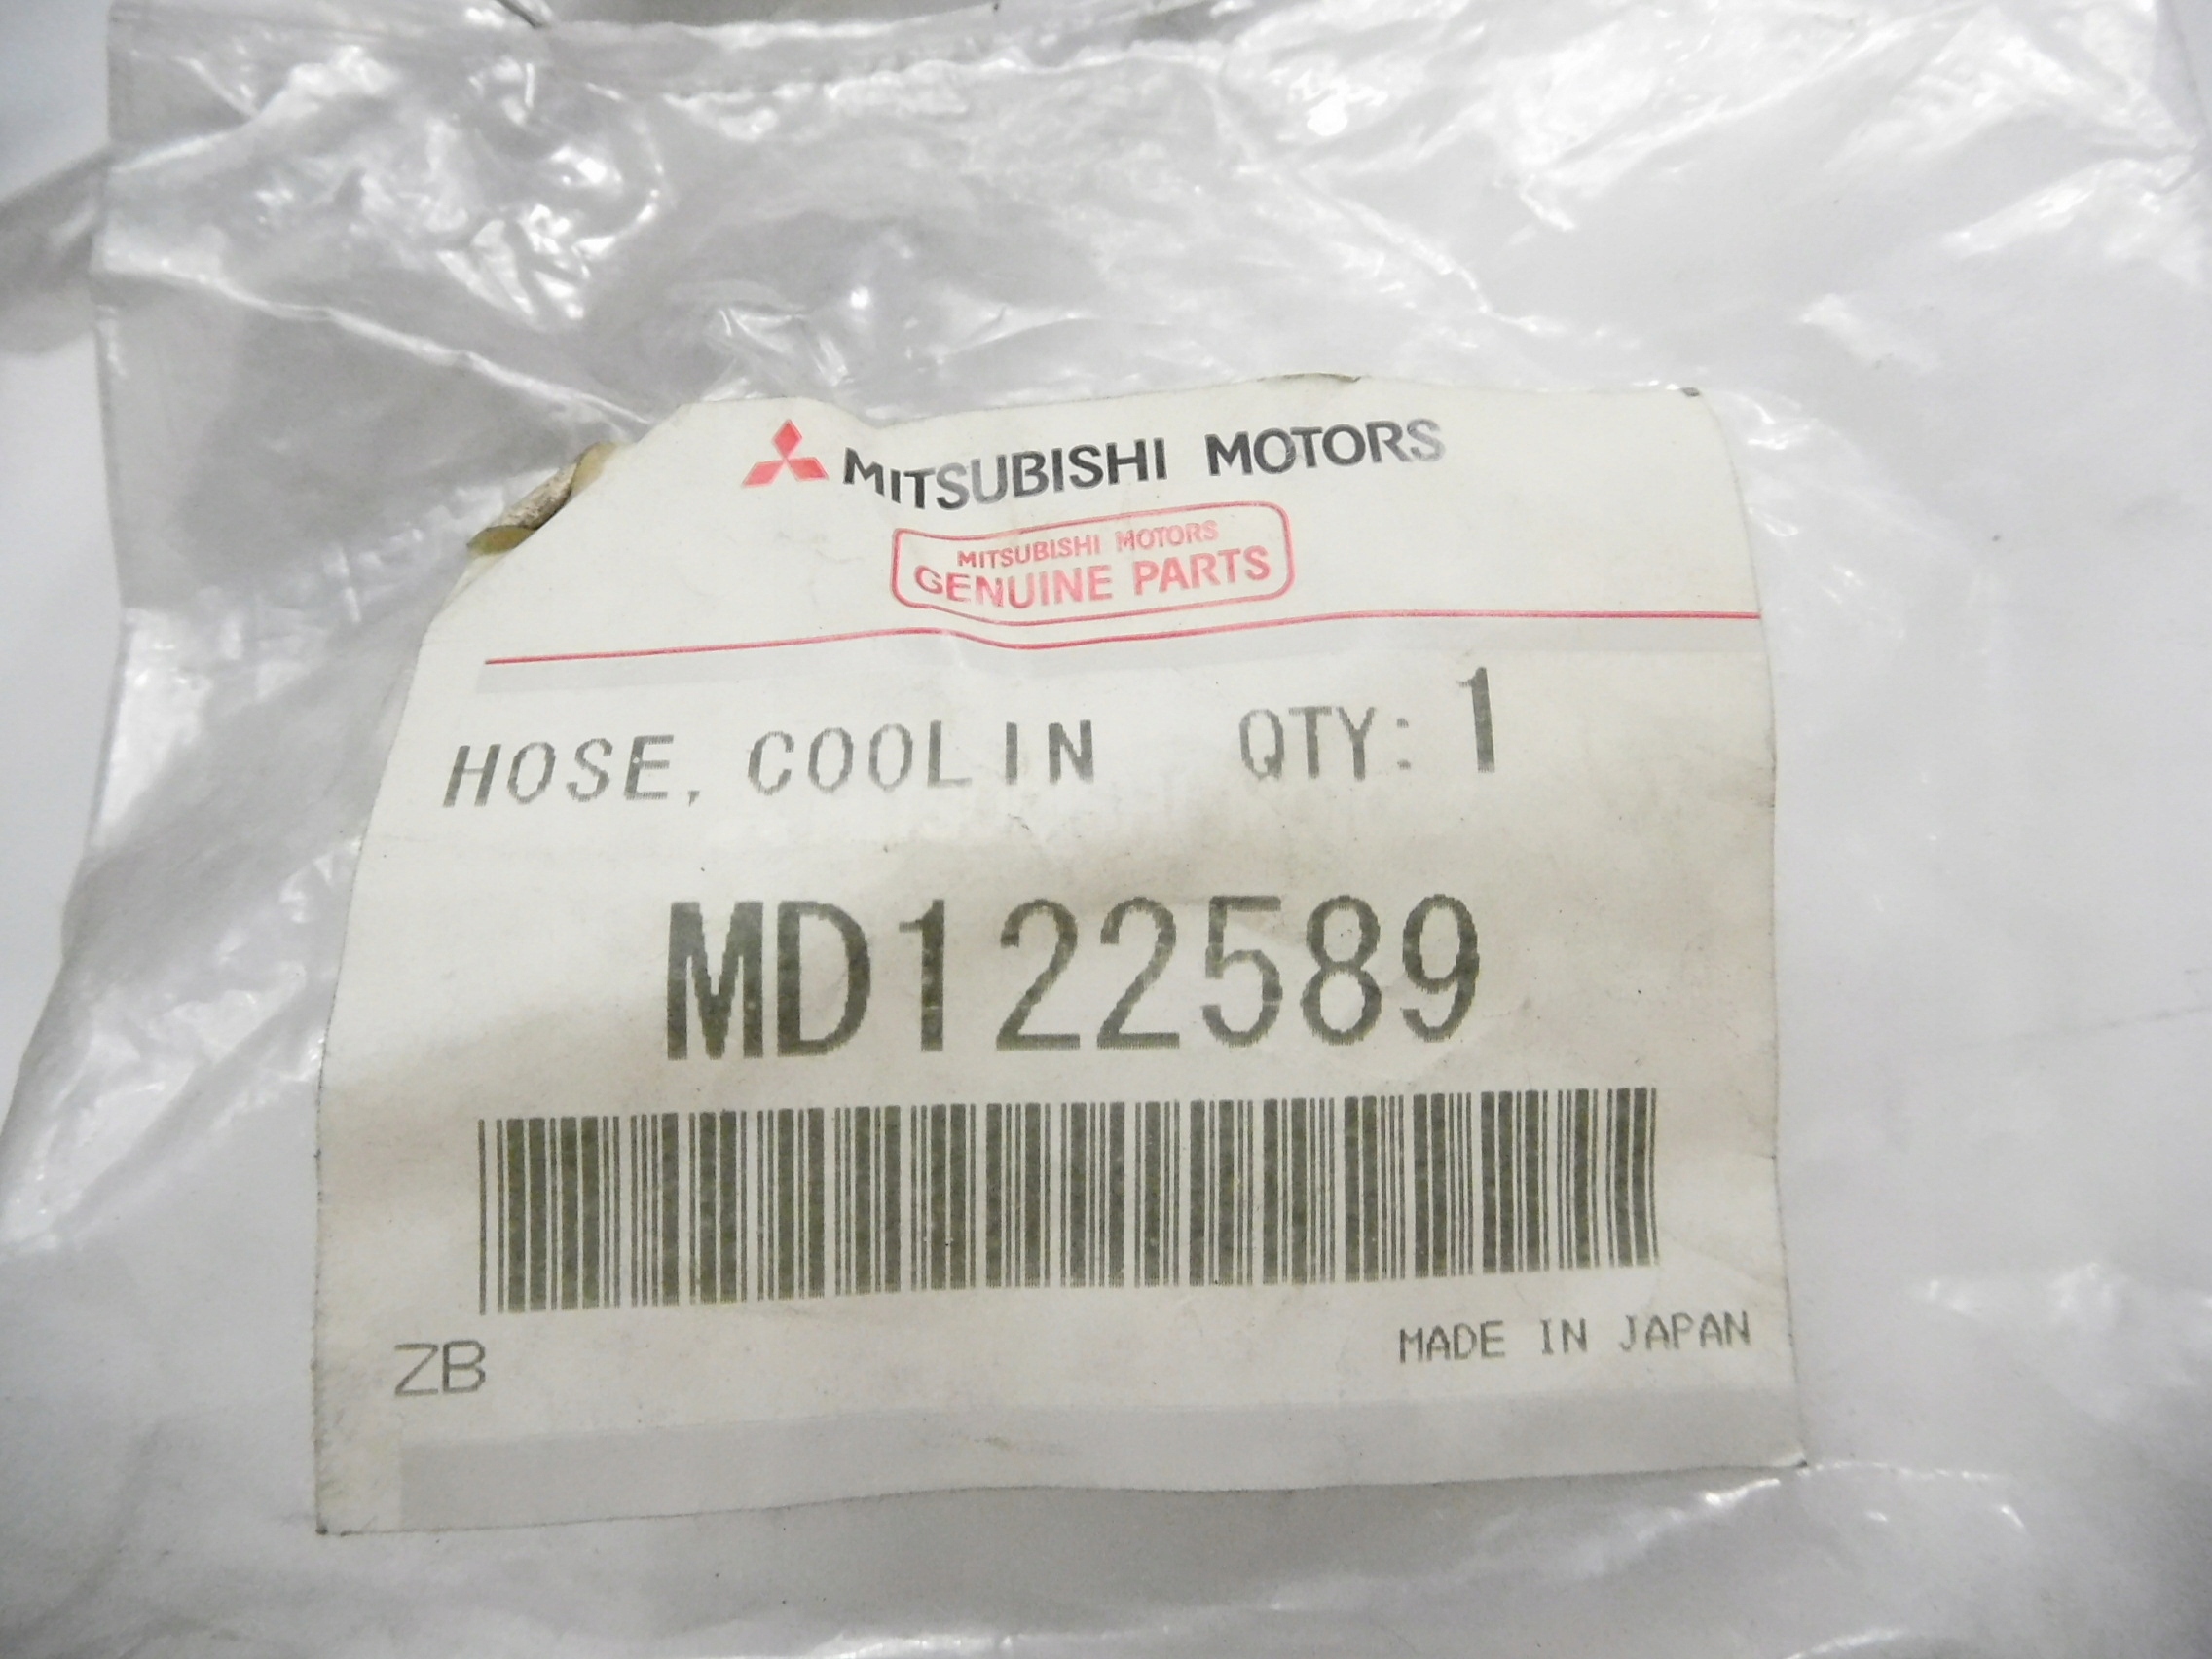 MITSUBISHI MOTORS
MITSUBISHI MOTORS
GENUINE PARTS
HOSE, COOLIN QTY: 1
MD122589
ZB
MADE IN JAPAN